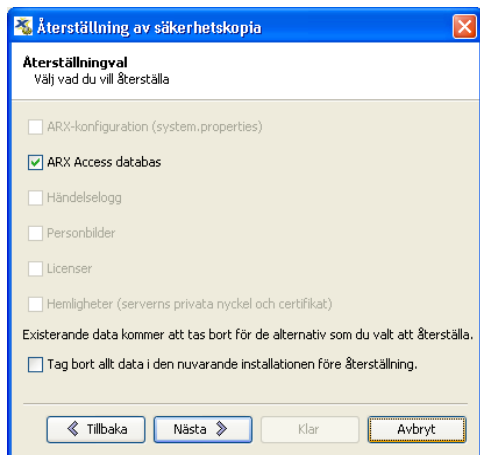 Återställning av säkerhetskopia
Återställningval
Välj vad du vill återställa
ARX-konfiguration (system.properties)
ARX Access databas
Händelselogg
Personbilder
Licenser
Hemligheter (serverns privata nyckel och certifikat)
Existerande data kommer att tas bort för de alternativ som du valt att återställa.
Tag bort allt data i den nuvarande installationen före återställning.
Tillbaka
Nästa
Klar
Avbryt